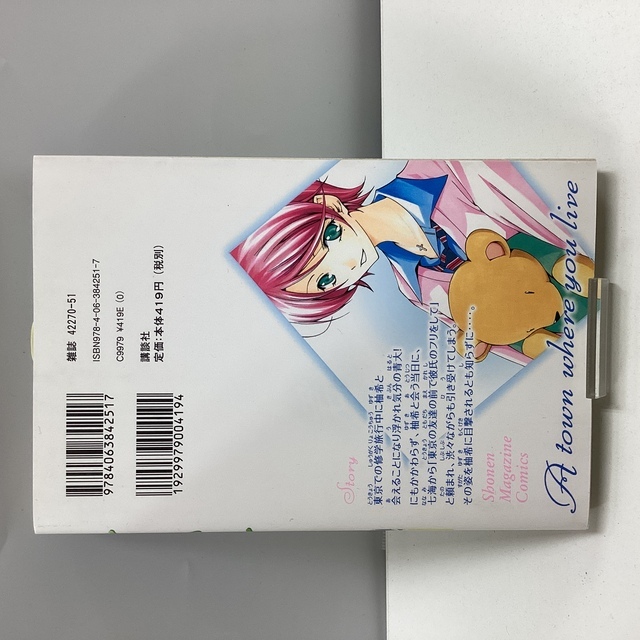 A town where you live
Shonen
Magazine
Comics
Story
東京での修学旅行中に柚希と
会えることになり浮かれ気分の青大!
にもかかわらず、柚希と会う当日に、
七海から「東京の友達の前で彼氏のフリをして」
と頼まれ、渋々ながらも引き受けてしまう。
その姿を柚希に目撃されるとも知らずに……。
9784063842517
1929979004194
雑誌 42270-51
ISBN978-4-06-384251-7
C9979 ¥419E (0)
講談社
定価:本体419円(税別)